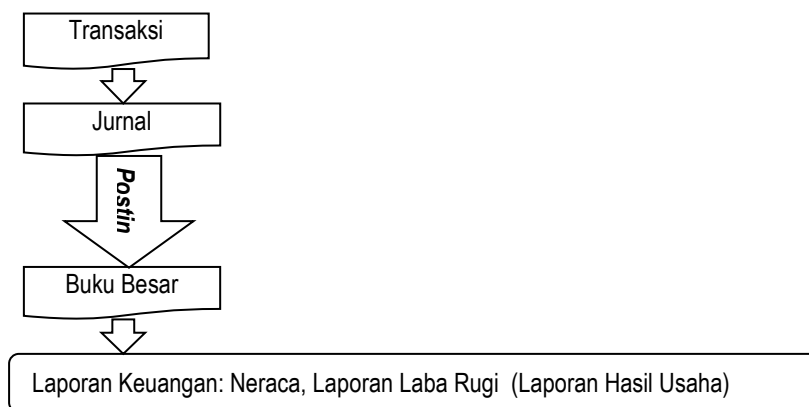 Transaksi
Jurnal
Postin
Buku Besar
Laporan Keuangan: Neraca, Laporan Laba Rugi (Laporan Hasil Usaha)